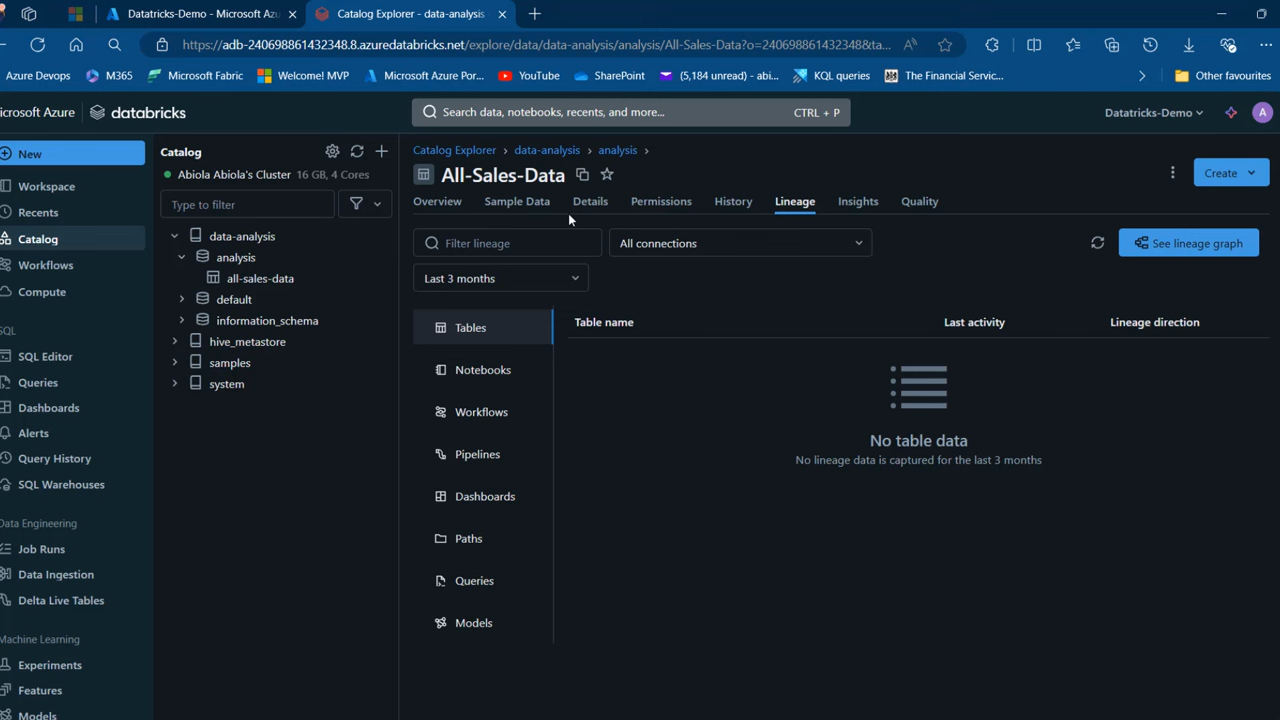 Datatricks-Demo - Microsoft Azu
Catalog Explorer - data-analysis
https://adb-240698861432348.8.azuredatabricks.net/explore/data/data-analysis/analysis/All-Sales-Data?o=240698861432348&ta...
Azure Devops
M365
Microsoft Fabric
Welcome! MVP
Microsoft Azure Por...
YouTube
SharePoint
(5,184 unread) - abi...
KQL queries
The Financial Servic...
Other favourites
icrosoft Azure
databricks
Search data, notebooks, recents, and more...
CTRL + P
Datatricks-Demo
A
New
Workspace
Recents
Catalog
Workflows
Compute
SQL
SQL Editor
Queries
Dashboards
Alerts
Query History
SQL Warehouses
Data Engineering
Job Runs
Data Ingestion
Delta Live Tables
Machine Learning
Experiments
Features
Models
Catalog
Abiola Abiola's Cluster 16 GB, 4 Cores
Type to filter
data-analysis
analysis
all-sales-data
default
information_schema
hive_metastore
samples
system
Catalog Explorer › data-analysis › analysis ›
All-Sales-Data
Create
Overview
Sample Data
Details
Permissions
History
Lineage
Insights
Quality
Filter lineage
All connections
See lineage graph
Last 3 months
Tables
Notebooks
Workflows
Pipelines
Dashboards
Paths
Queries
Models
Table name
Last activity
Lineage direction
No table data
No lineage data is captured for the last 3 months